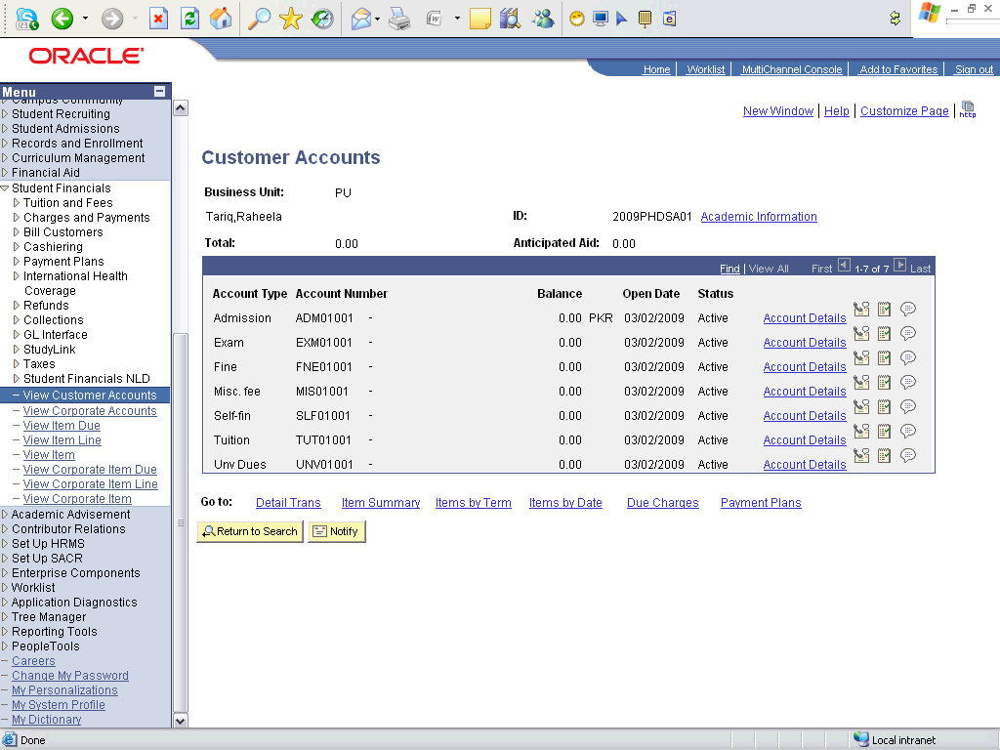 ORACLE
Home | Worklist | MultiChannel Console | Add to Favorites | Sign out
Menu
Campus Community
Student Recruiting
Student Admissions
Records and Enrollment
Curriculum Management
Financial Aid
Student Financials
Tuition and Fees
Charges and Payments
Bill Customers
Cashiering
Payment Plans
International Health
Coverage
Refunds
Collections
GL Interface
StudyLink
Taxes
Student Financials NLD
– View Customer Accounts
– View Corporate Accounts
– View Item Due
– View Item Line
– View Item
– View Corporate Item Due
– View Corporate Item Line
– View Corporate Item
Academic Advisement
Contributor Relations
Set Up HRMS
Set Up SACR
Enterprise Components
Worklist
Application Diagnostics
Tree Manager
Reporting Tools
PeopleTools
– Careers
– Change My Password
– My Personalizations
– My System Profile
– My Dictionary
New Window | Help | Customize Page | http
Customer Accounts
Business Unit: PU
Tariq,Raheela ID: 2009PHDSA01 Academic Information
Total: 0.00 Anticipated Aid: 0.00
Find | View All First 1-7 of 7 Last
Account Type Account Number Balance Open Date Status
Admission ADM01001 - 0.00 PKR 03/02/2009 Active Account Details
Exam EXM01001 - 0.00 03/02/2009 Active Account Details
Fine FNE01001 - 0.00 03/02/2009 Active Account Details
Misc. fee MIS01001 - 0.00 03/02/2009 Active Account Details
Self-fin SLF01001 - 0.00 03/02/2009 Active Account Details
Tuition TUT01001 - 0.00 03/02/2009 Active Account Details
Unv Dues UNV01001 - 0.00 03/02/2009 Active Account Details
Go to: Detail Trans Item Summary Items by Term Items by Date Due Charges Payment Plans
Return to Search Notify
Done Local intranet